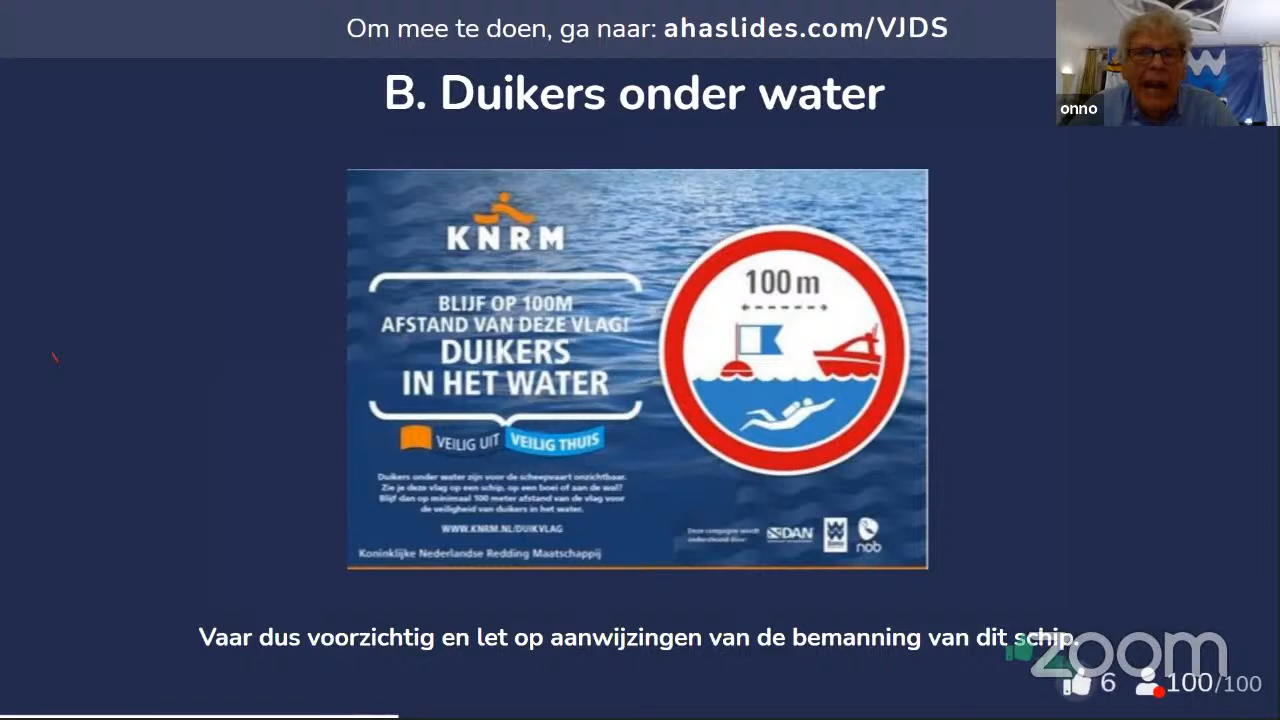 Om mee te doen, ga naar: ahaslides.com/VJDS
onno
B. Duikers onder water
KNRM
BLIJF OP 100M
AFSTAND VAN DEZE VLAG!
DUIKERS
IN HET WATER
VEILIG UIT VEILIG THUIS
Duikers onder water zijn voor de scheepvaart onzichtbaar.
Zie je deze vlag op een schip, op een boei of aan de wal?
Blijf dan op minimaal 100 meter afstand van de vlag voor
de veiligheid van duikers in het water.
WWW.KNRM.NL/DUIKVLAG
Koninklijke Nederlandse Redding Maatschappij
100 m
Deze campagne wordt
ondersteund door:
DAN
nob
Vaar dus voorzichtig en let op aanwijzingen van de bemanning van dit schip.
zoom
6 100/100